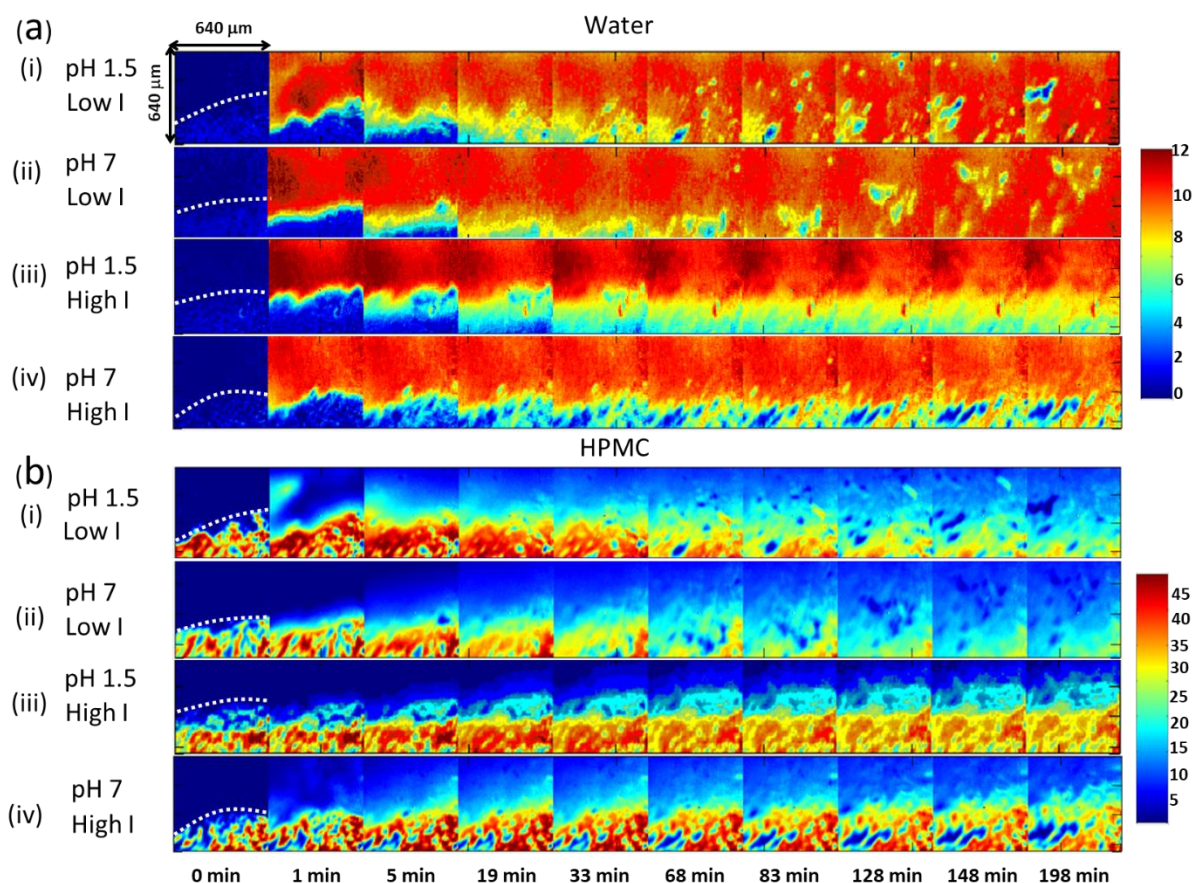 (a)
Water
640 µm
640 µm
(i) pH 1.5
Low I
(ii) pH 7
Low I
(iii) pH 1.5
High I
(iv) pH 7
High I
12
10
8
6
4
2
0
(b)
HPMC
(i) pH 1.5
Low I
(ii) pH 7
Low I
(iii) pH 1.5
High I
(iv) pH 7
High I
45
40
35
30
25
20
15
10
5
0 min 1 min 5 min 19 min 33 min 68 min 83 min 128 min 148 min 198 min